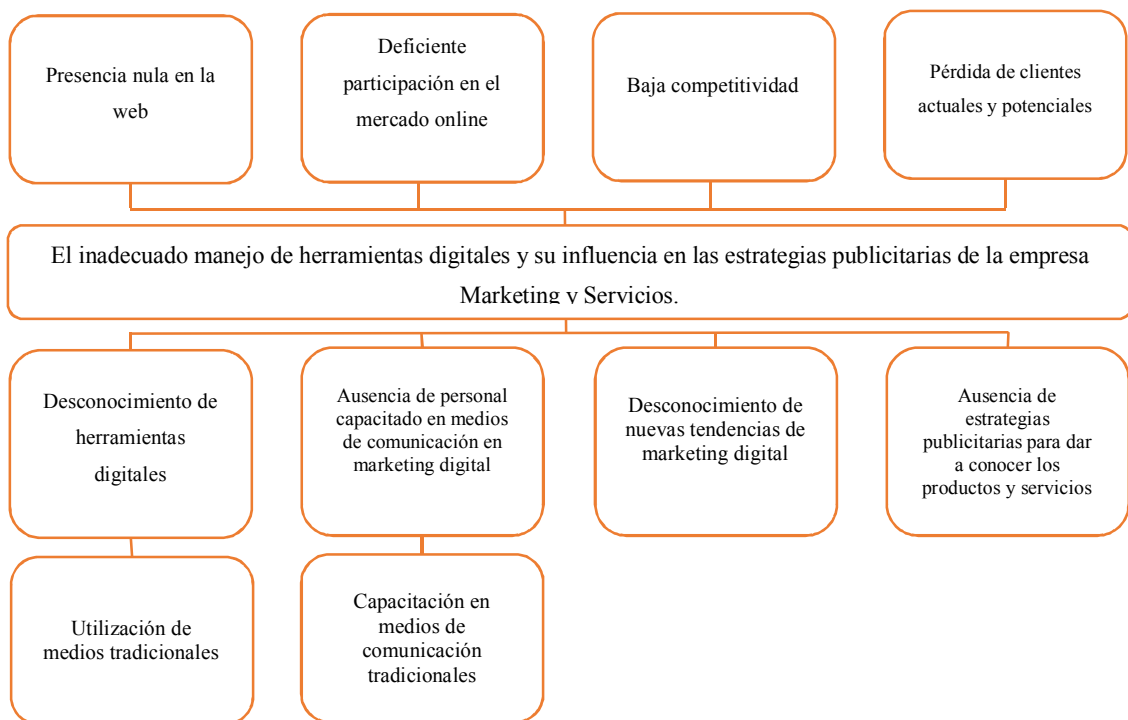 Presencia nula en la
web
Deficiente
participación en el
mercado online
Baja competitividad
Pérdida de clientes
actuales y potenciales
El inadecuado manejo de herramientas digitales y su influencia en las estrategias publicitarias de la empresa
Marketing y Servicios.
Desconocimiento de
herramientas
digitales
Ausencia de personal
capacitado en medios
de comunicación en
marketing digital
Desconocimiento de
nuevas tendencias de
marketing digital
Ausencia de
estrategias
publicitarias para dar
a conocer los
productos y servicios
Utilización de
medios tradicionales
Capacitación en
medios de
comunicación
tradicionales